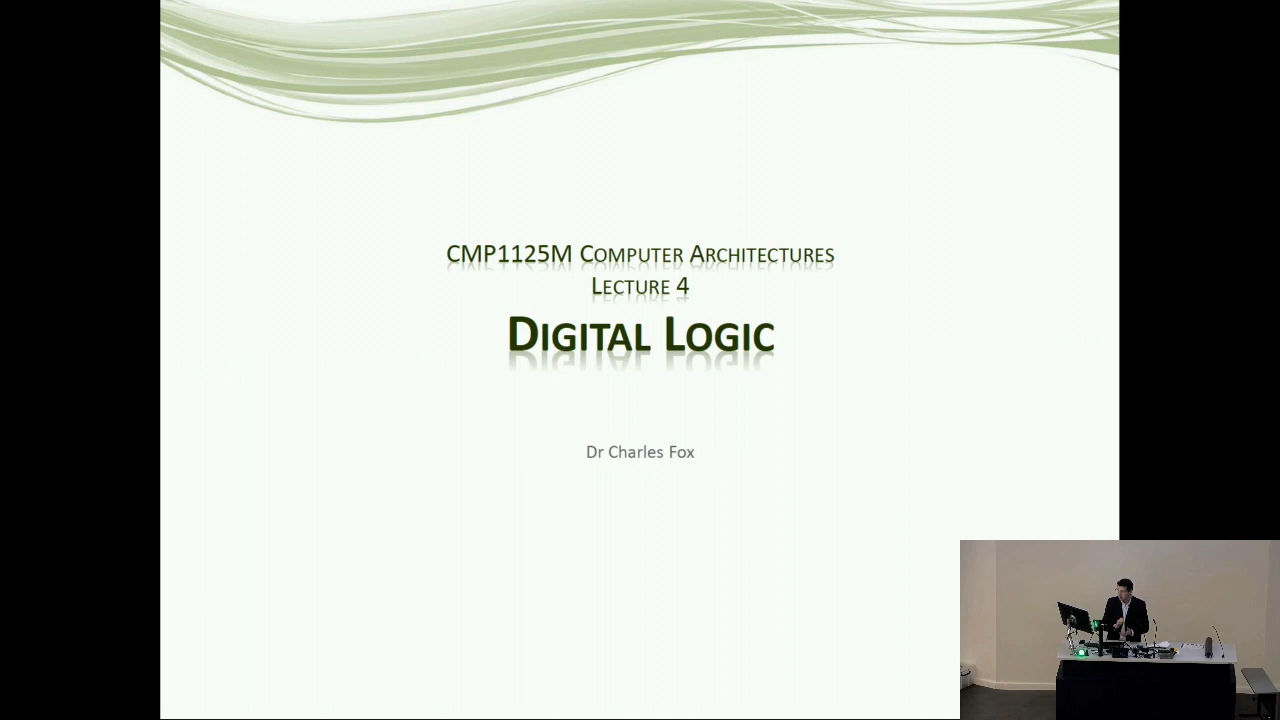 CMP1125M Computer Architectures
Lecture 4
Digital Logic
Dr Charles Fox